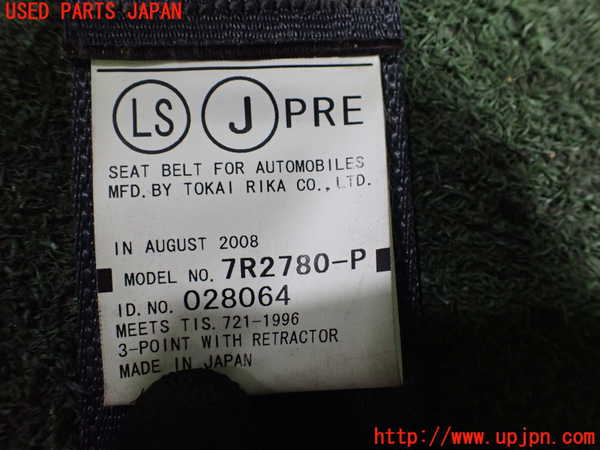 USED PARTS JAPAN
LS J PRE
SEAT BELT FOR AUTOMOBILES
MFD. BY TOKAI RIKA CO., LTD.
IN AUGUST 2008
MODEL NO. 7R2780-P
ID. NO. 028064
MEETS TIS. 721-1996
3-POINT WITH RETRACTOR
MADE IN JAPAN
http://www.upjpn.com